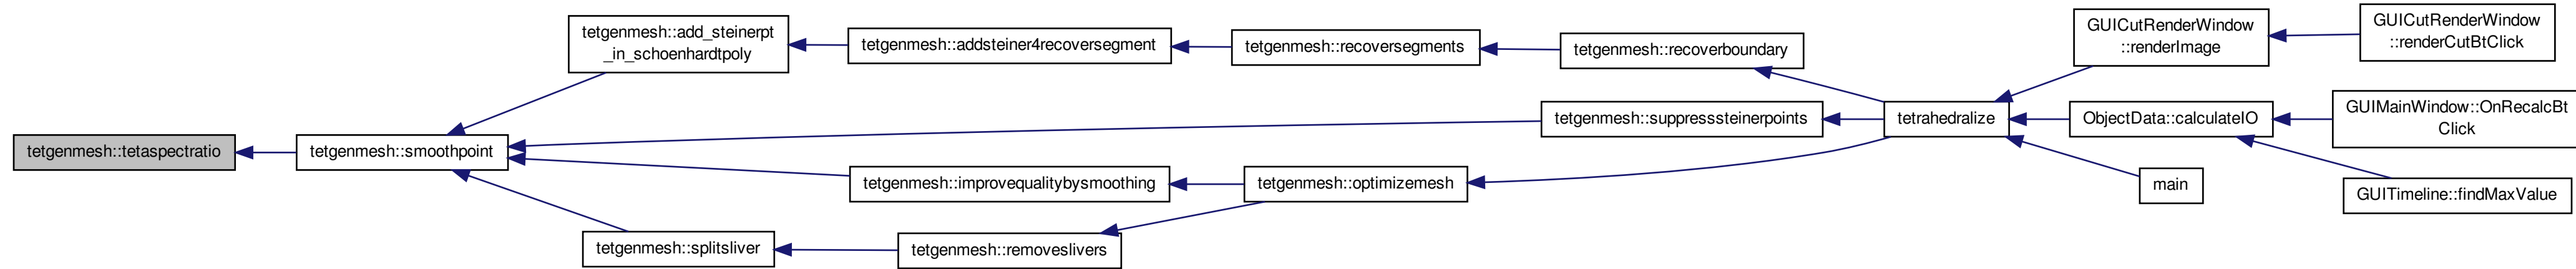 tetgenmesh::tetaspectratio
tetgenmesh::smoothpoint
tetgenmesh::add_steinerpt
_in_schoenhardtpoly
tetgenmesh::addsteiner4recoversegment
tetgenmesh::recoversegments
tetgenmesh::recoverboundary
tetgenmesh::suppresssteinerpoints
tetgenmesh::improvequalitybysmoothing
tetgenmesh::optimizemesh
tetgenmesh::splitsliver
tetgenmesh::removeslivers
tetrahedralize
GUICutRenderWindow
::renderImage
GUICutRenderWindow
::renderCutBtClick
ObjectData::calculateIO
GUIMainWindow::OnRecalcBt
Click
GUITimeline::findMaxValue
main